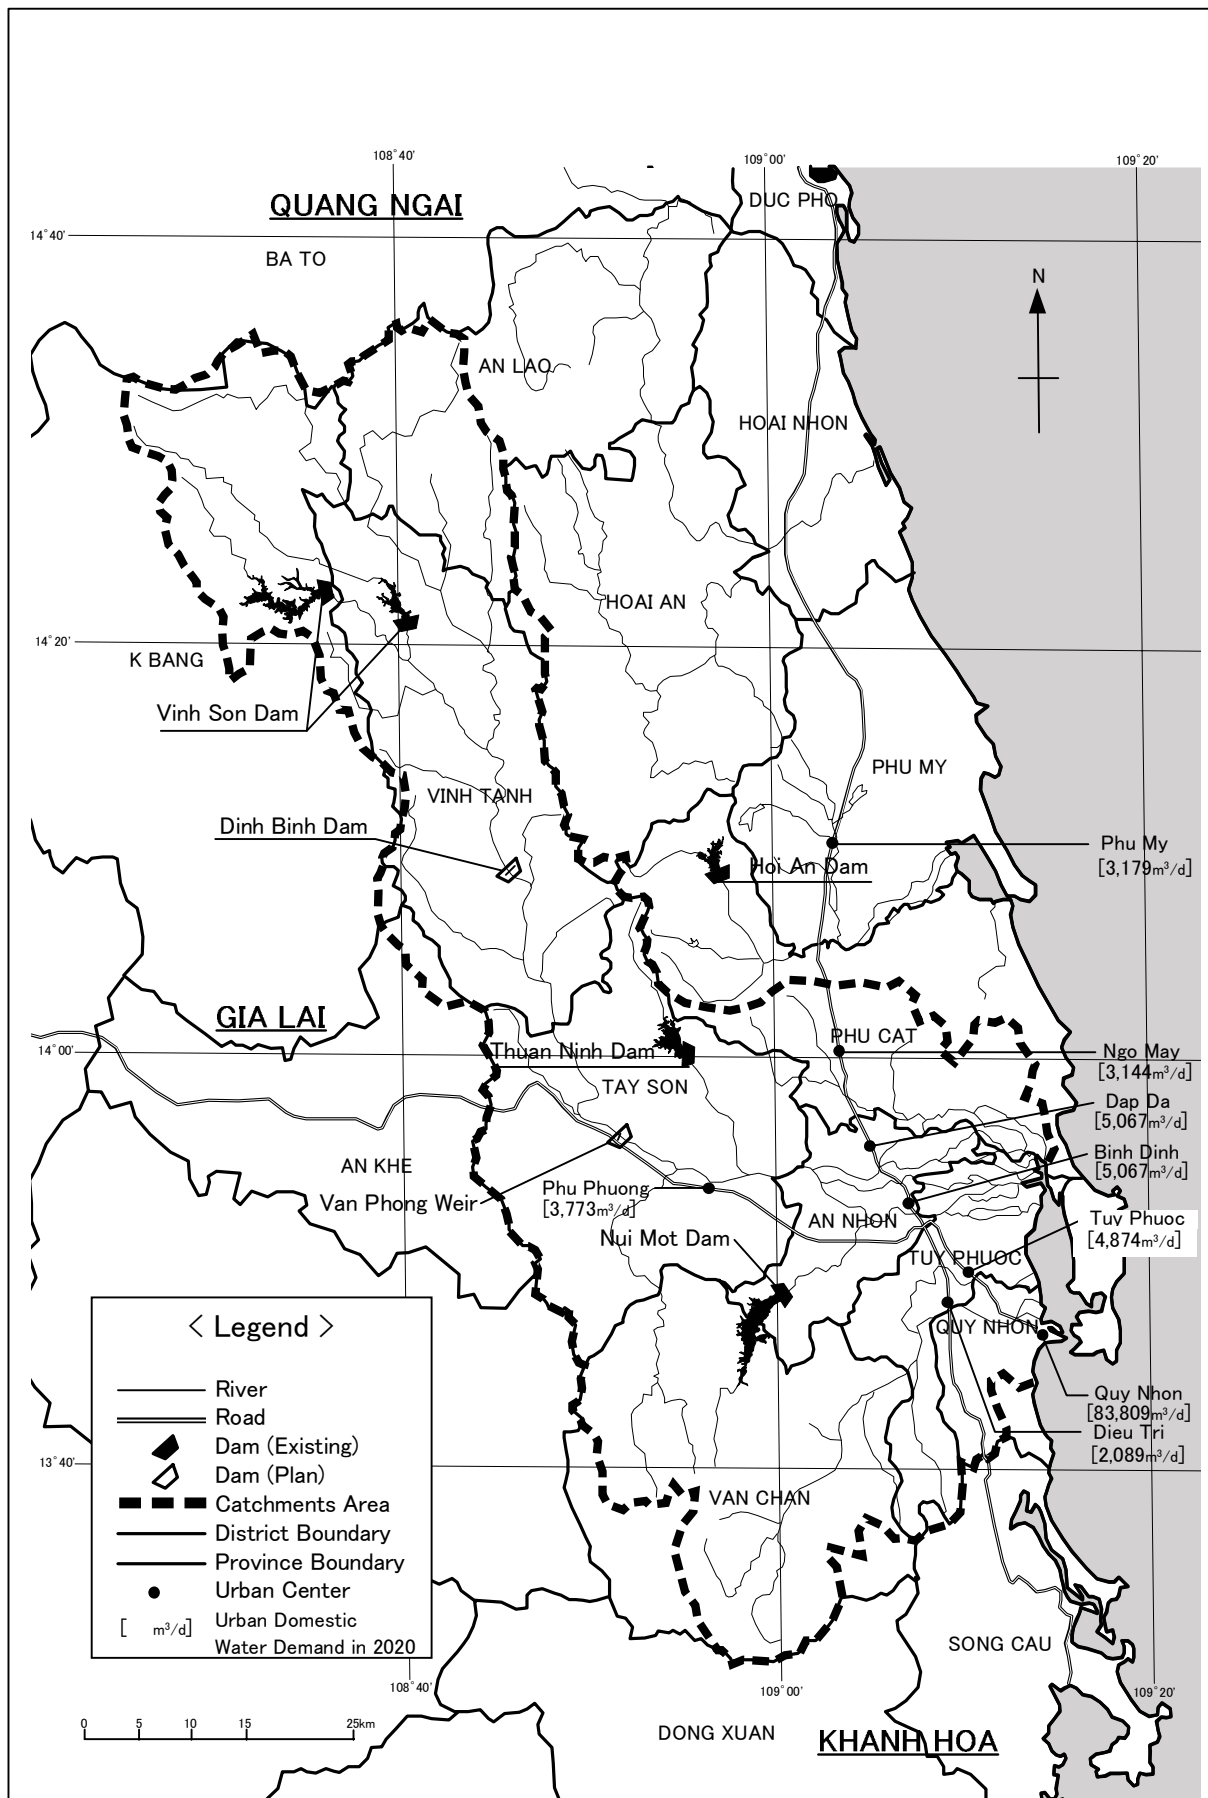 108°40'
109°00'
109°20'
QUANG NGAI
DUC PHO
14°40'
BA TO
N
AN LAO
HOAI NHON
HOAI AN
14°20'
K BANG
Vinh Son Dam
PHU MY
VINH TANH
Dinh Binh Dam
Phu My
[3,179m³/d]
Hoi An Dam
GIA LAI
PHU CAT
14°00'
Thuan Ninh Dam
Ngo May
[3,144m³/d]
TAY SON
Dap Da
[5,067m³/d]
AN KHE
Binh Dinh
[5,067m³/d]
Van Phong Weir
Phu Phuong
[3,773m³/d]
AN NHON
Tuy Phuoc
[4,874m³/d]
Nui Mot Dam
TUY PHUOC
QUY NHON
Quy Nhon
[83,809m³/d]
Dieu Tri
[2,089m³/d]
< Legend >
River
Road
Dam (Existing)
Dam (Plan)
Catchments Area
District Boundary
Province Boundary
Urban Center
[ m³/d] Urban Domestic
Water Demand in 2020
13°40'
VAN CHAN
SONG CAU
108°40'
109°00'
109°20'
0 5 10 15 25km
DONG XUAN
KHANH HOA